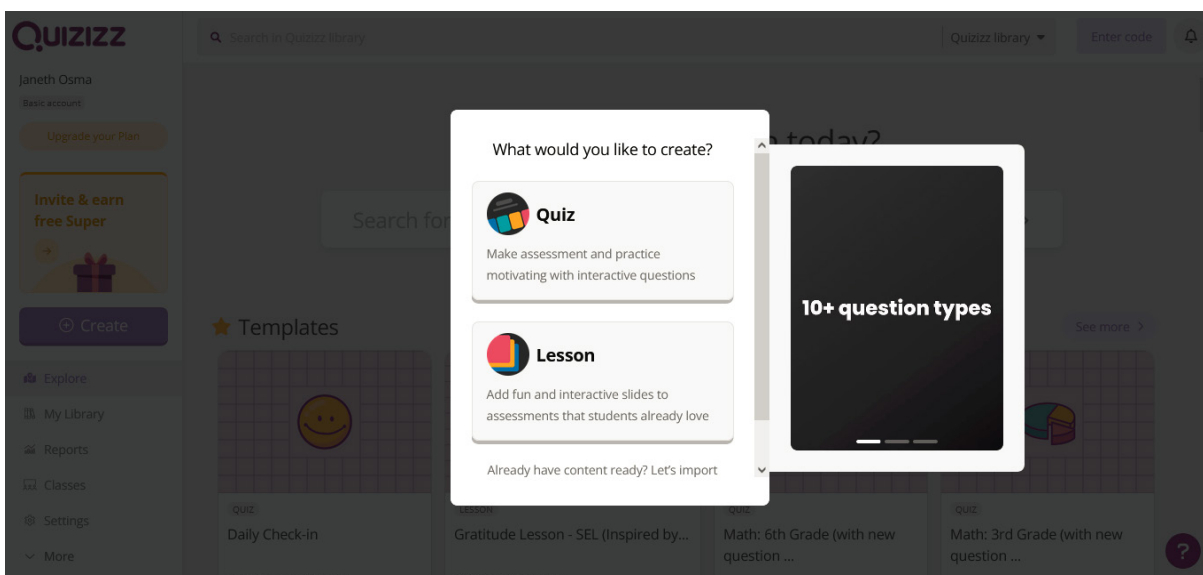 QUIZIZZ
Search in Quizizz library
Quizizz library
Enter code
Janeth Osma
Basic account
Upgrade your Plan
Invite & earn
free Super
Create
Explore
My Library
Reports
Classes
Settings
More
today?
Search for
What would you like to create?
Quiz
Make assessment and practice
motivating with interactive questions
Lesson
Add fun and interactive slides to
assessments that students already love
Already have content ready? Let's import
10+ question types
Templates
See more
QUIZ
Daily Check-in
LESSON
Gratitude Lesson - SEL (Inspired by...
QUIZ
Math: 6th Grade (with new
question ...
QUIZ
Math: 3rd Grade (with new
question ...
?